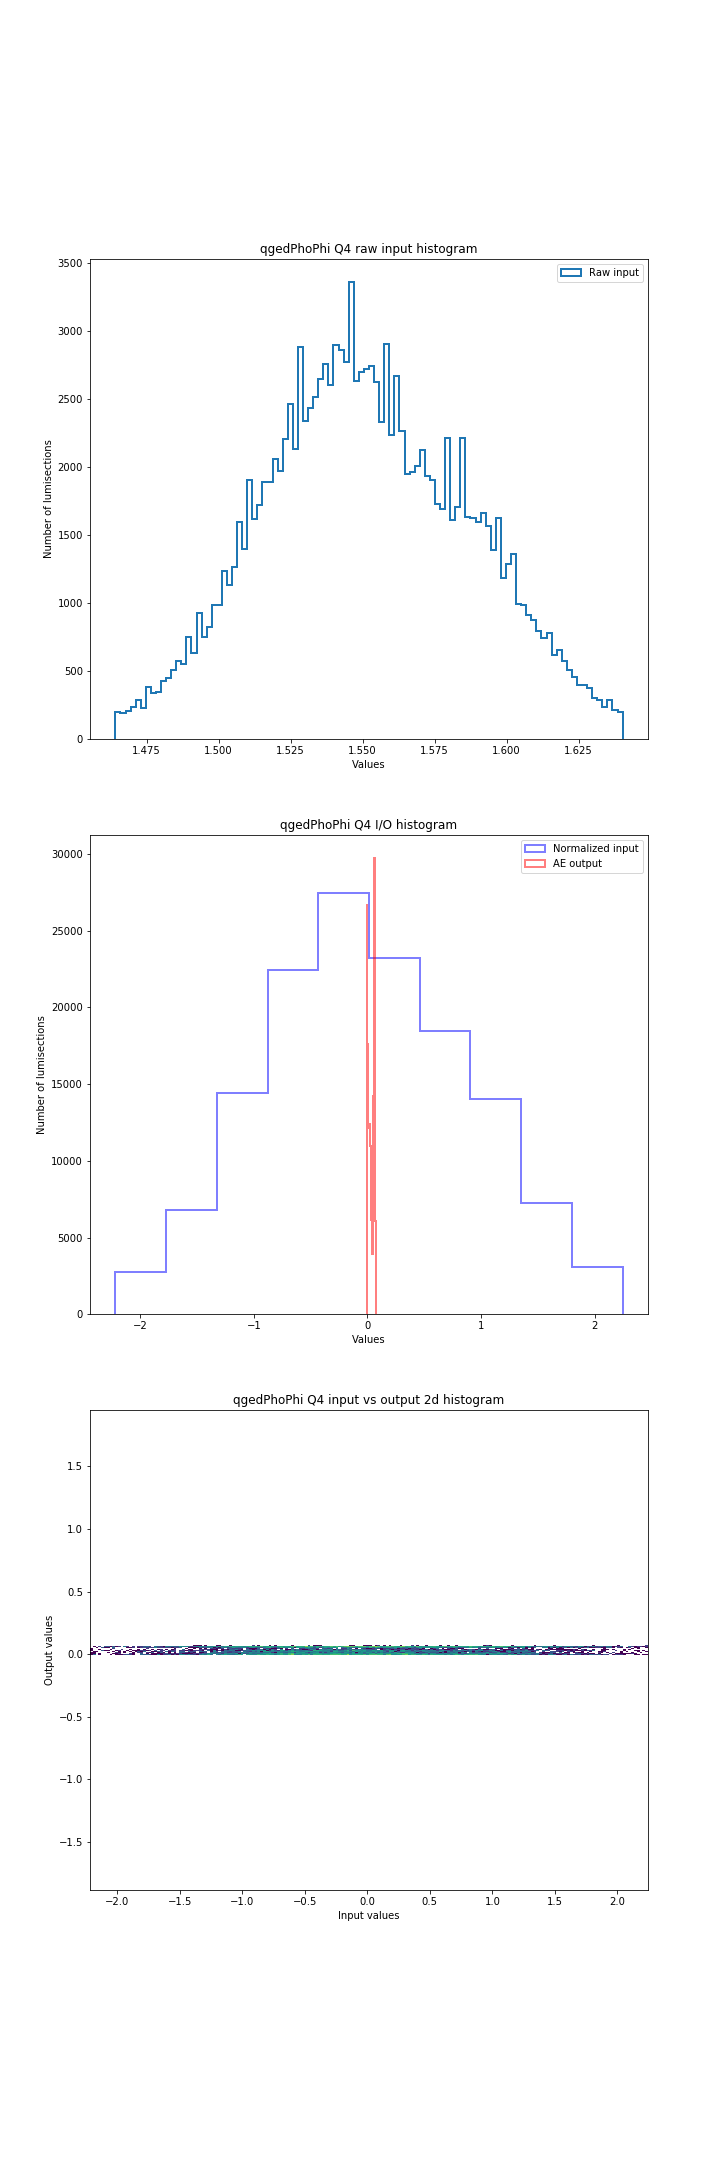 qgedPhoPhi Q4 raw input histogram
3500
3000
2500
2000
1500
1000
500
0
Number of lumisections
Raw input
1.475 1.500 1.525 1.550 1.575 1.600 1.625
Values
qgedPhoPhi Q4 I/O histogram
30000
25000
20000
15000
10000
5000
0
Number of lumisections
Normalized input
AE output
−2 −1 0 1 2
Values
qgedPhoPhi Q4 input vs output 2d histogram
1.5
1.0
0.5
0.0
−0.5
−1.0
−1.5
Output values
−2.0 −1.5 −1.0 −0.5 0.0 0.5 1.0 1.5 2.0
Input values